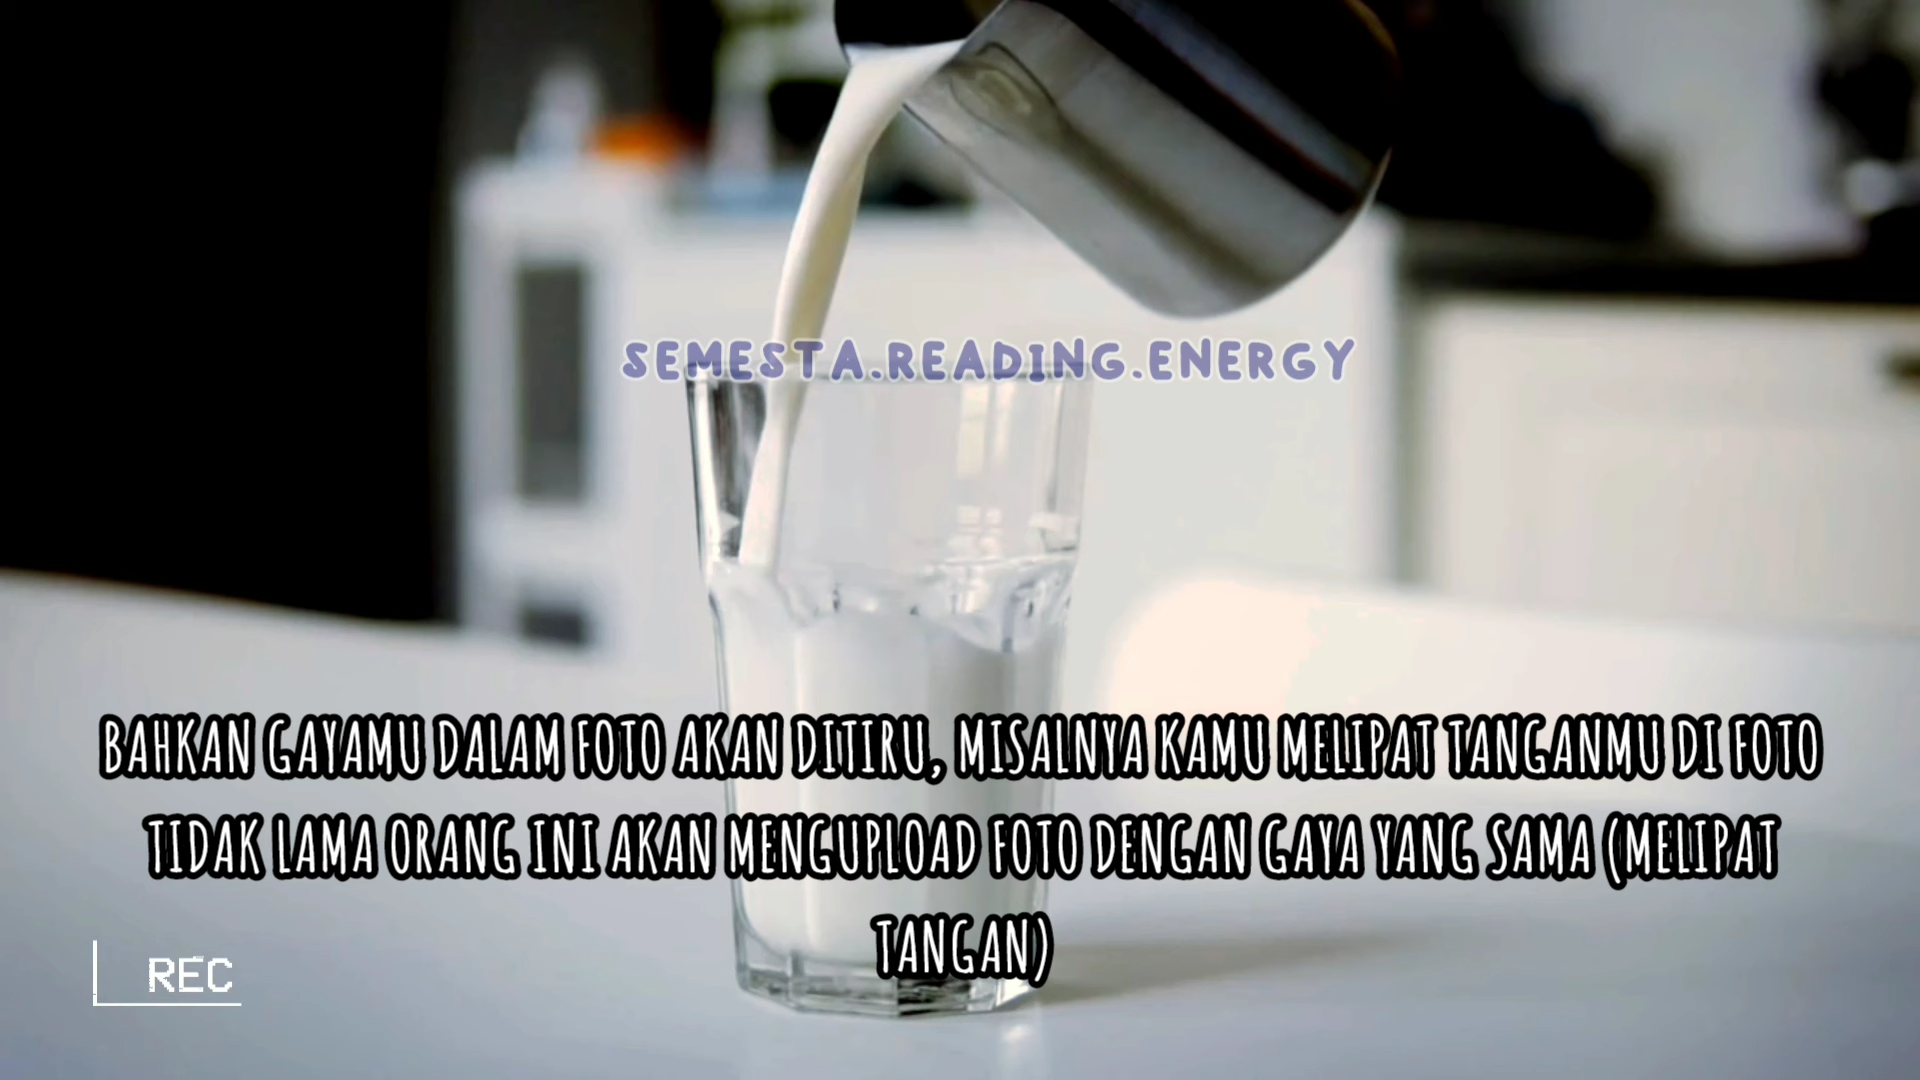 SEMESTA.READING.ENERGY
BAHKAN GAYAMU DALAM FOTO AKAN DITIRU, MISALNYA KAMU MELIPAT TANGANMU DI FOTO
TIDAK LAMA ORANG INI AKAN MENGUPLOAD FOTO DENGAN GAYA YANG SAMA (MELIPAT
TANGAN)
REC